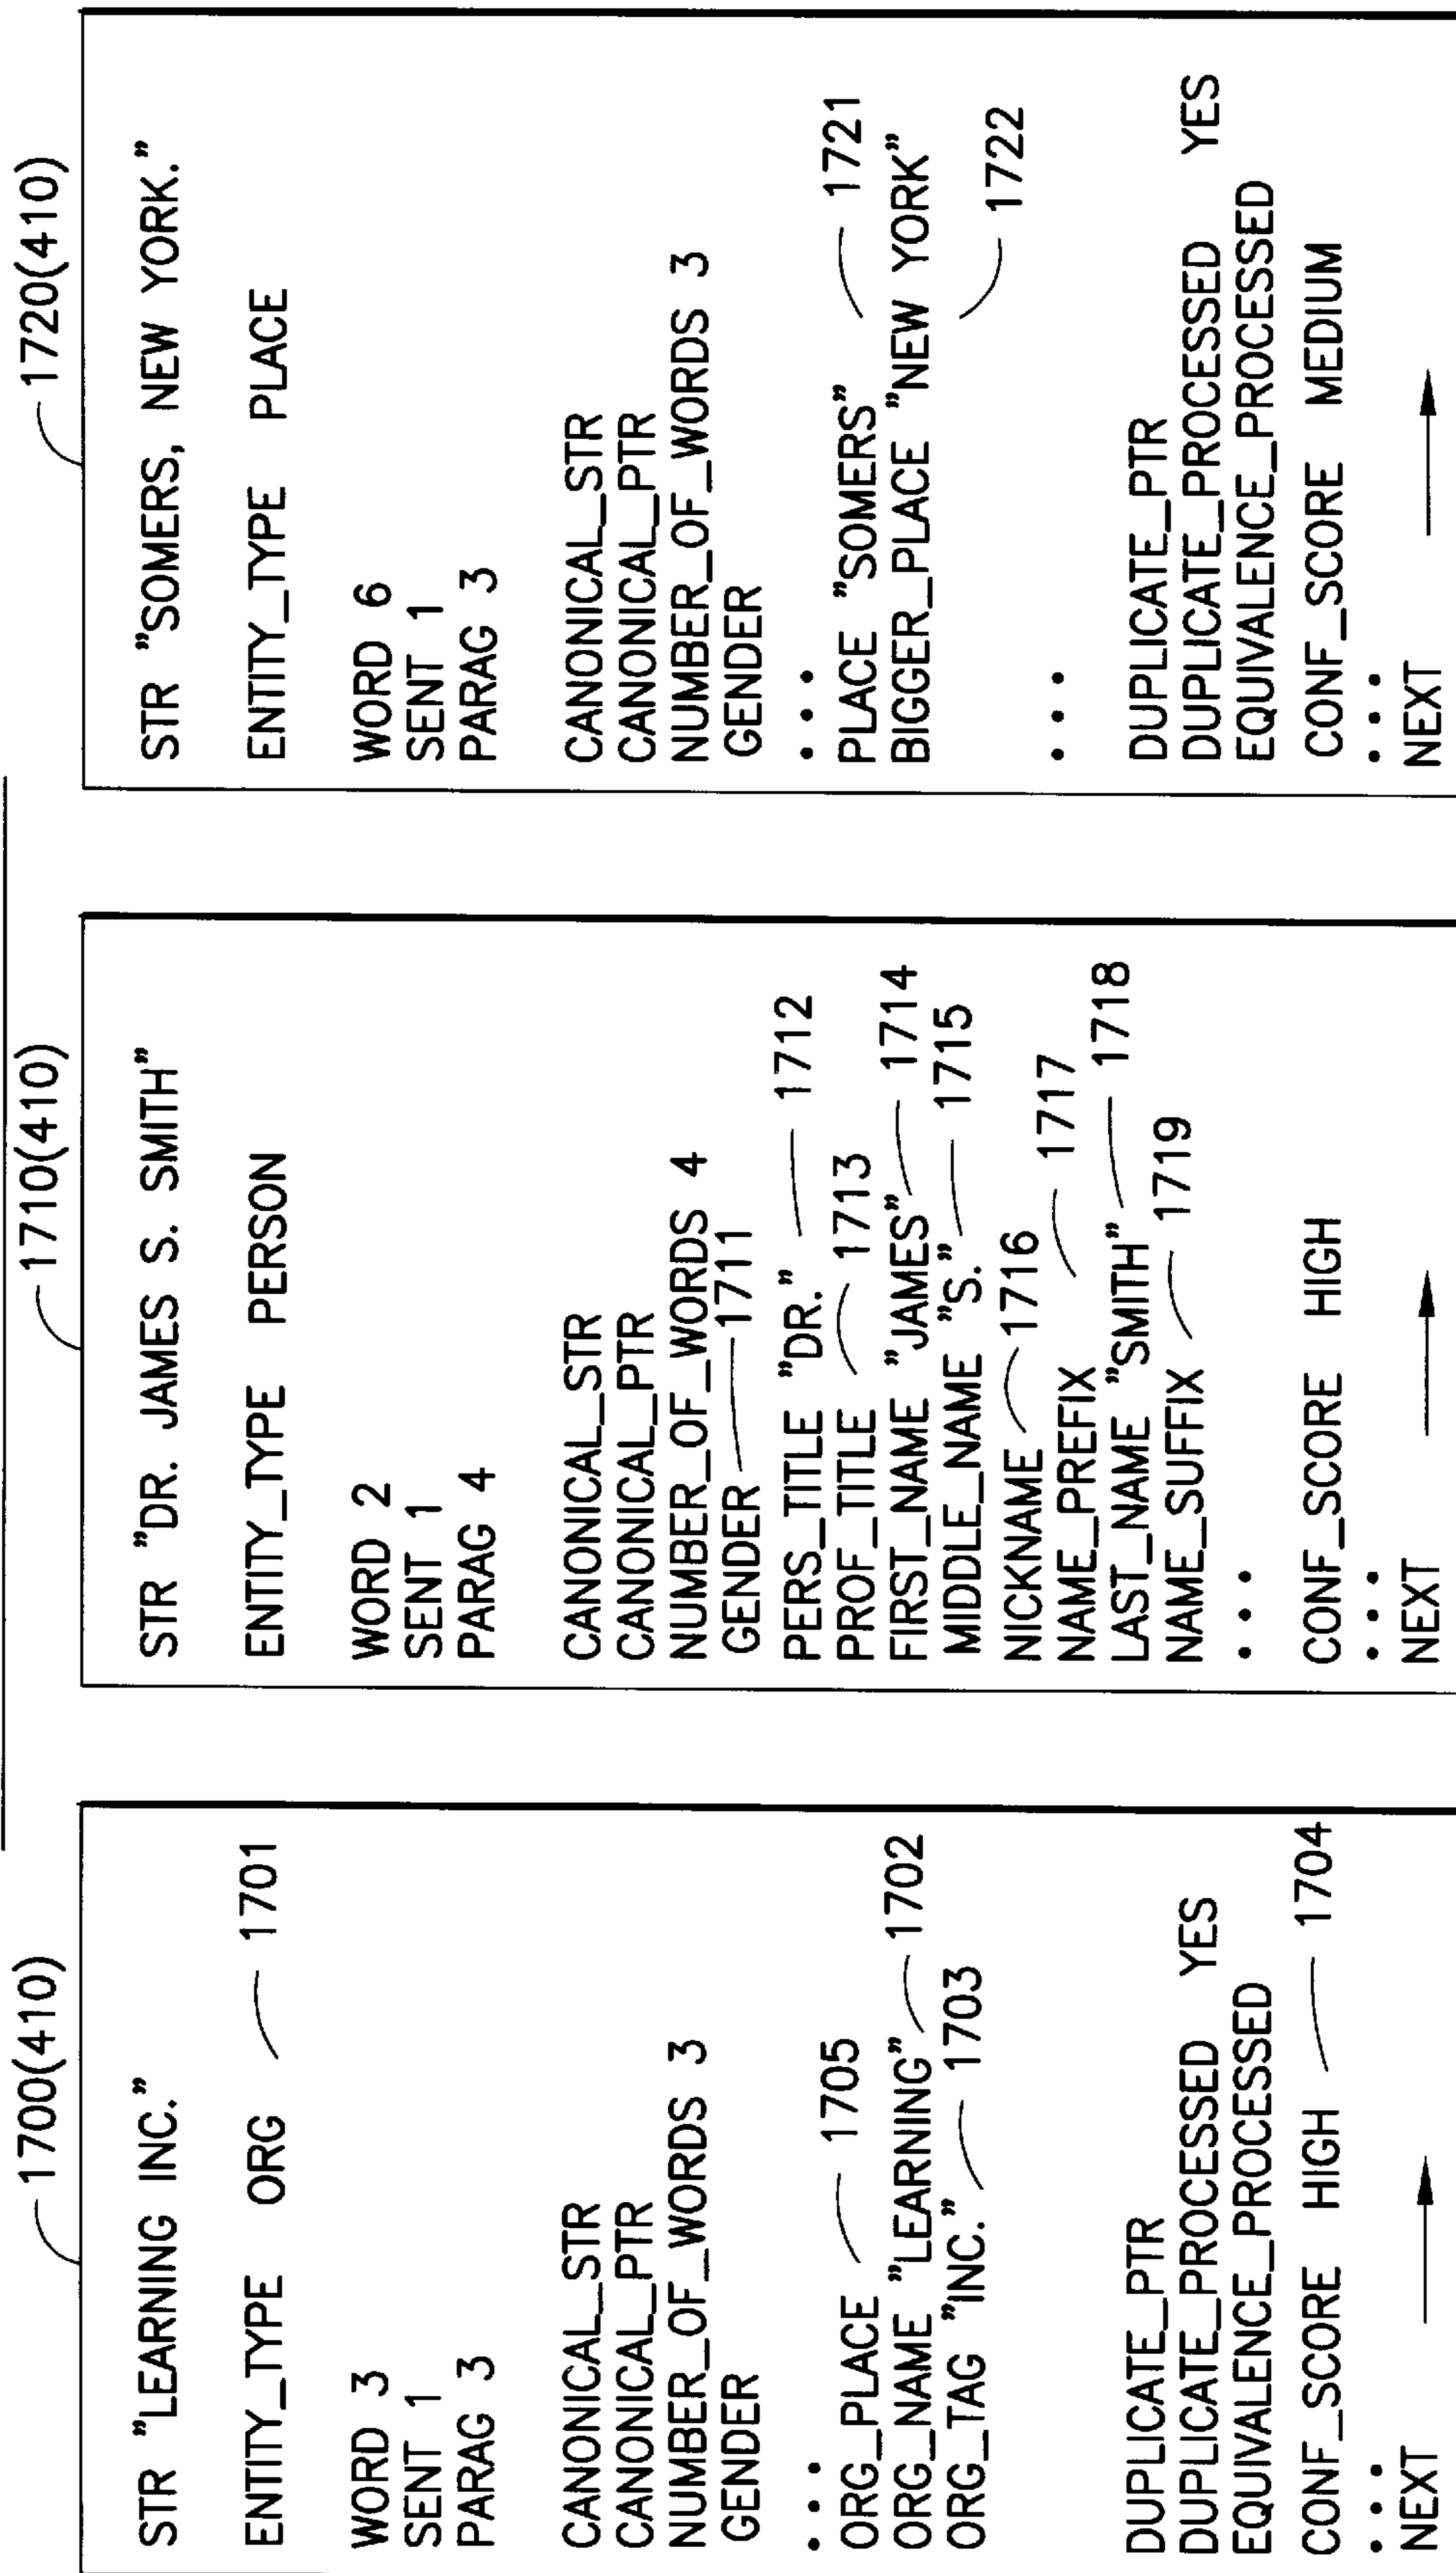 1700(410)
STR "LEARNING INC."
ENTITY_TYPE ORG 1701
WORD 3
SENT 1
PARAG 3
CANONICAL_STR
CANONICAL_PTR
NUMBER_OF_WORDS 3
GENDER
...
ORG_PLACE 1705
ORG_NAME "LEARNING" 1702
ORG_TAG "INC." 1703
DUPLICATE_PTR
DUPLICATE_PROCESSED YES
EQUIVALENCE_PROCESSED
CONF_SCORE HIGH 1704
...
NEXT
1710(410)
STR "DR. JAMES S. SMITH"
ENTITY_TYPE PERSON
WORD 2
SENT 1
PARAG 4
CANONICAL_STR
CANONICAL_PTR
NUMBER_OF_WORDS 4
GENDER 1711
PERS_TITLE "DR." 1712
PROF_TITLE 1713
FIRST_NAME "JAMES" 1714
MIDDLE_NAME "S." 1715
NICKNAME 1716
NAME_PREFIX 1717
LAST_NAME "SMITH" 1718
NAME_SUFFIX 1719
...
CONF_SCORE HIGH
...
NEXT
1720(410)
STR "SOMERS, NEW YORK."
ENTITY_TYPE PLACE
WORD 6
SENT 1
PARAG 3
CANONICAL_STR
CANONICAL_PTR
NUMBER_OF_WORDS 3
GENDER
...
PLACE "SOMERS" 1721
BIGGER_PLACE "NEW YORK"
1722
...
DUPLICATE_PTR
DUPLICATE_PROCESSED YES
EQUIVALENCE_PROCESSED
CONF_SCORE MEDIUM
...
NEXT